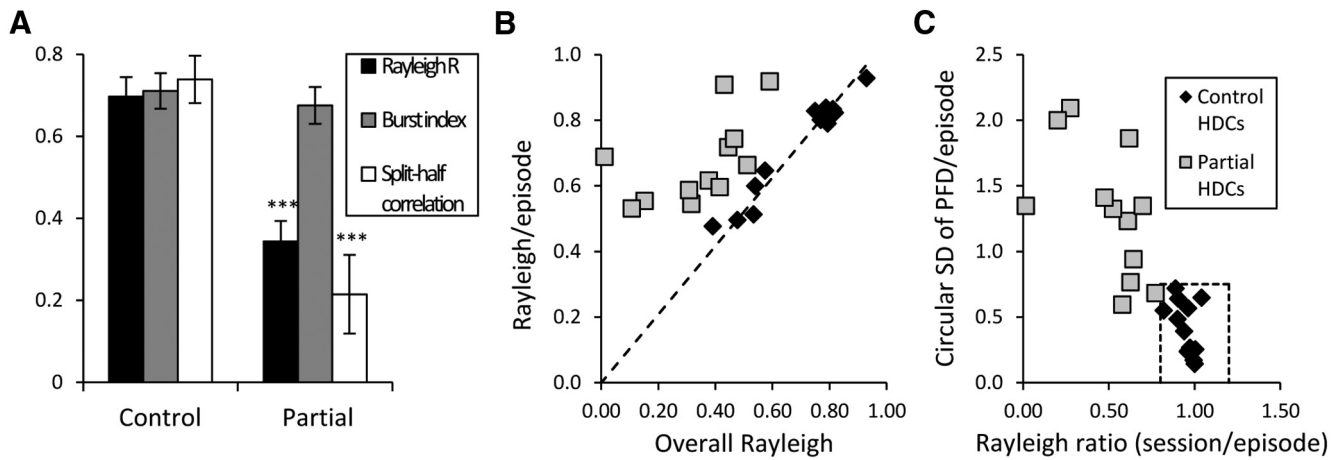 A
0.8
0.6
0.4
0.2
0
***
***
Control
Partial
Rayleigh R
Burst index
Split-half
correlation
B
Rayleigh/episode
1.0
0.8
0.6
0.4
0.2
0.0
0.00
0.20
0.40
0.60
0.80
1.00
Overall Rayleigh
C
Circular SD of PFD/episode
2.5
2.0
1.5
1.0
0.5
0.0
0.00
0.50
1.00
1.50
Rayleigh ratio (session/episode)
Control
HDCs
Partial
HDCs